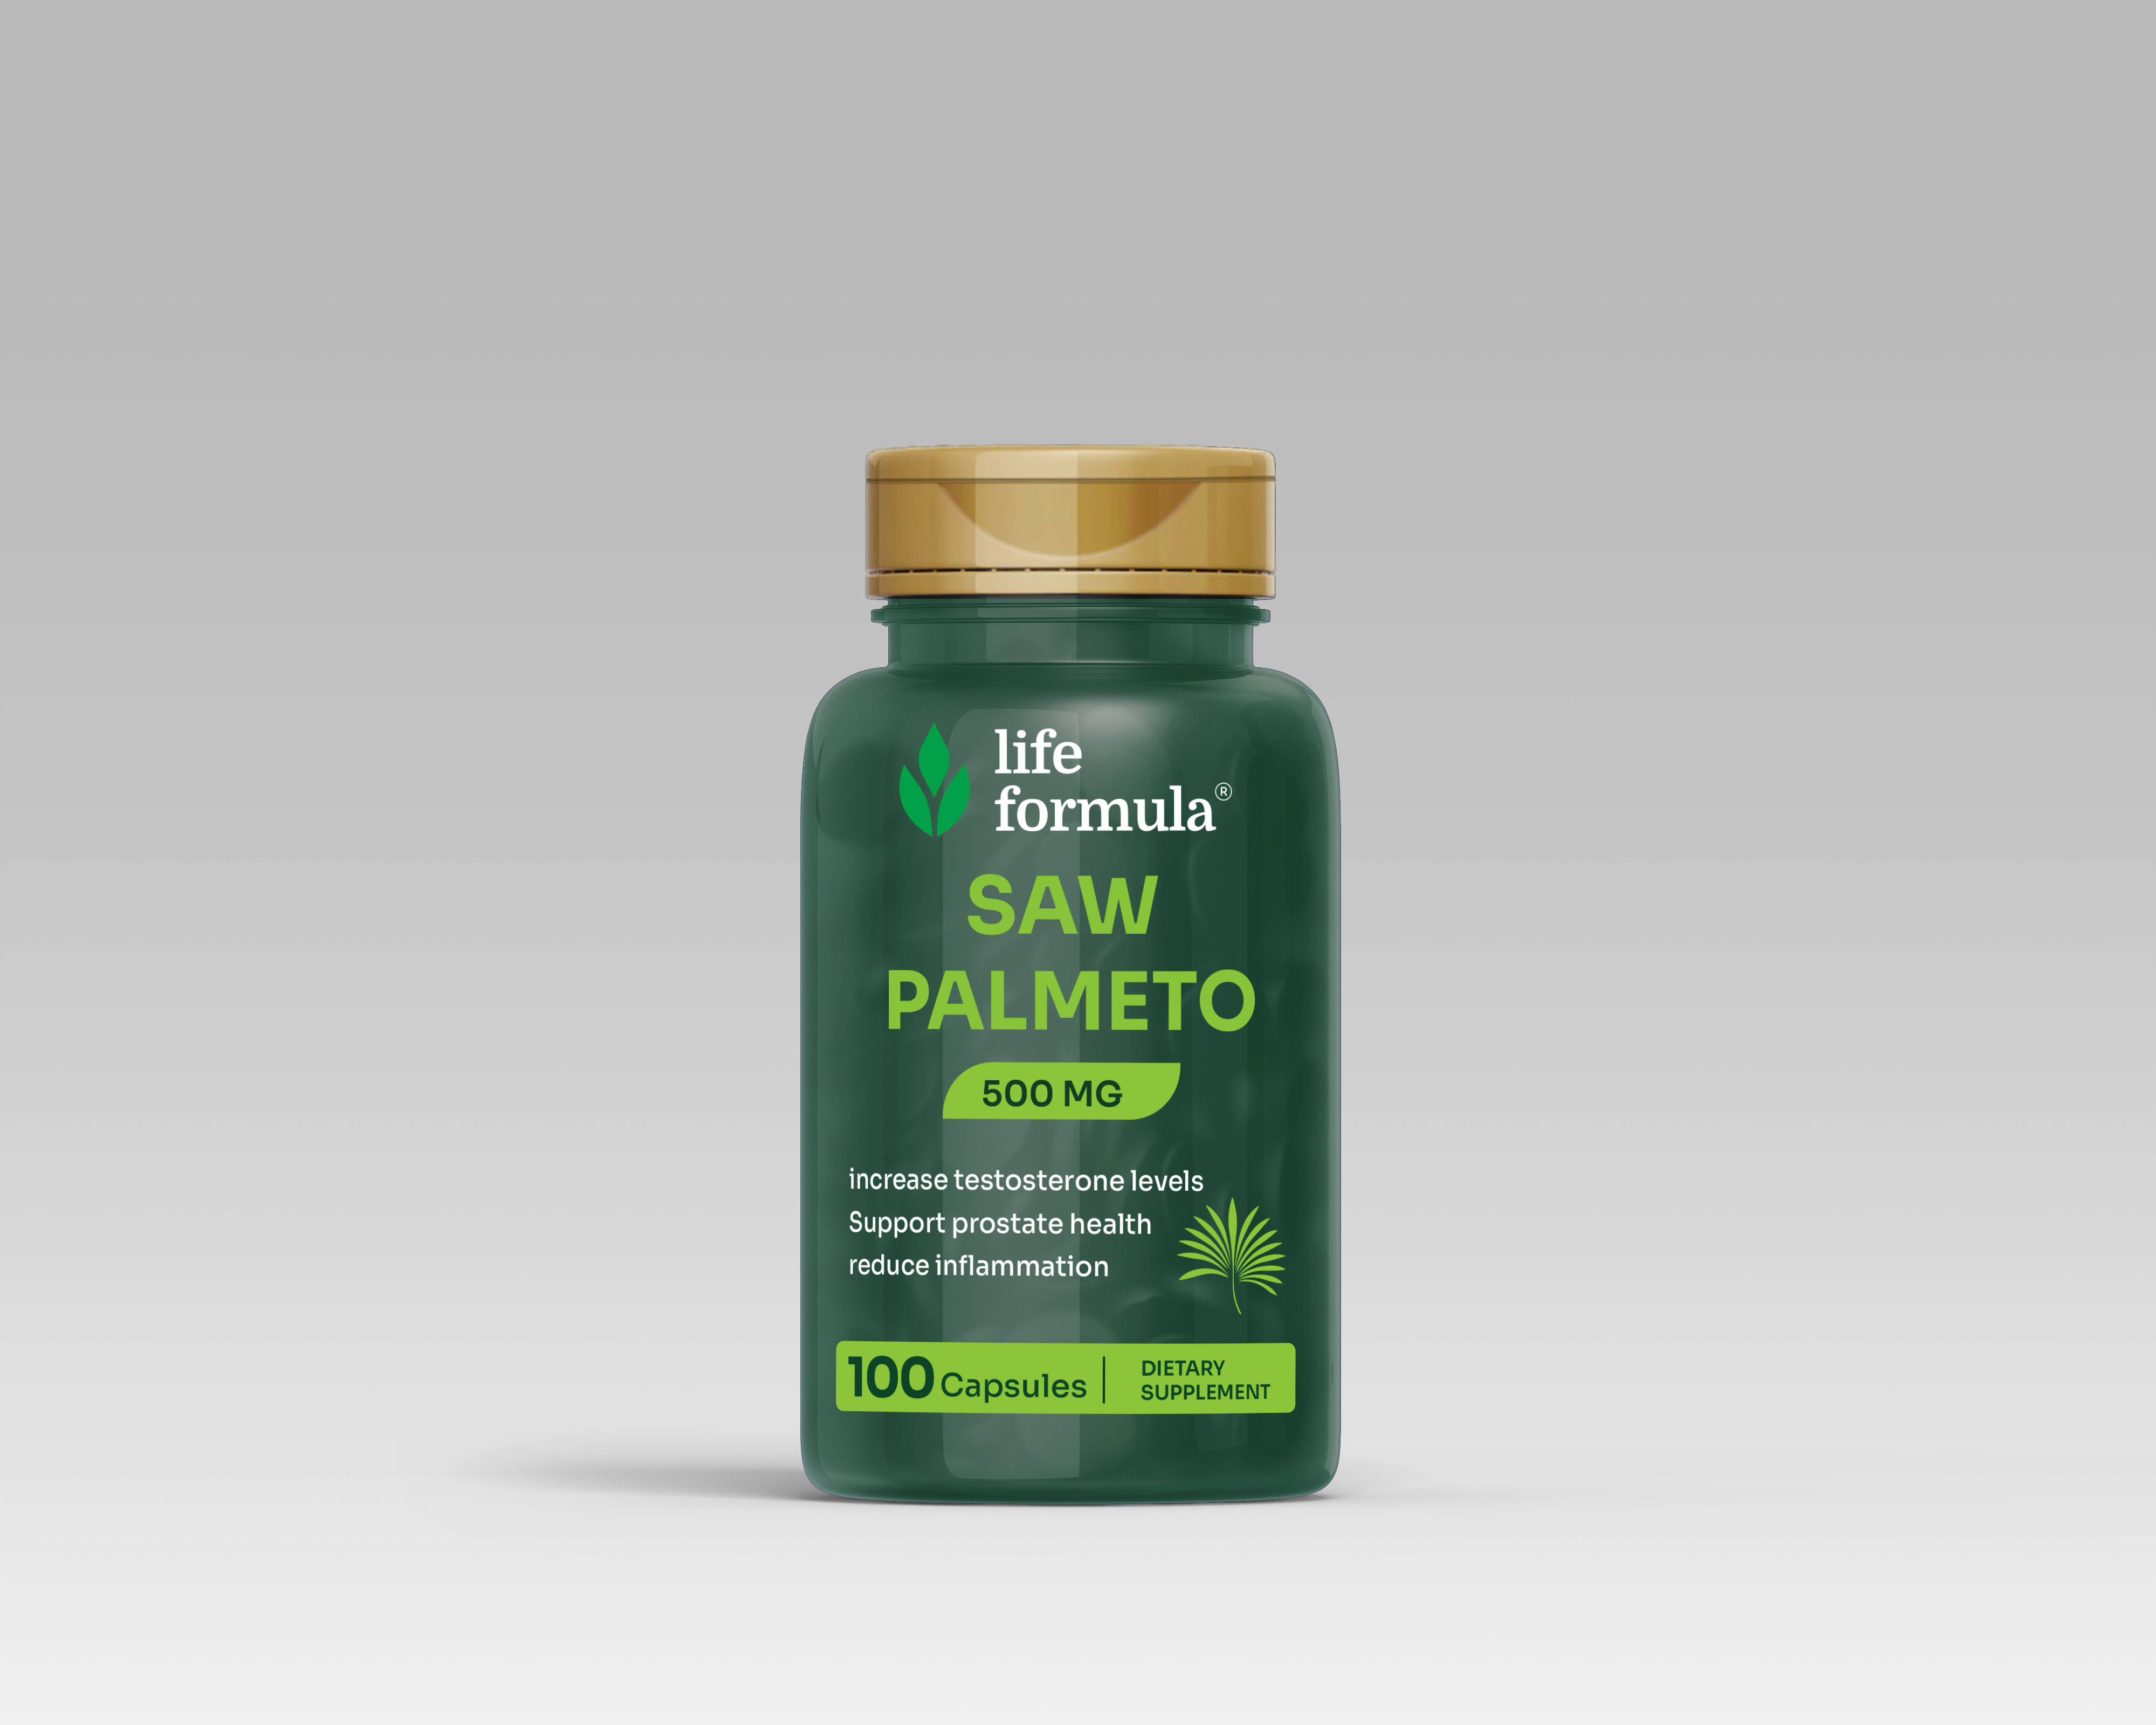 life
formula®
SAW
PALMETO
500 MG
increase testosterone levels
Support prostate health
reduce inflammation
100 Capsules | DIETARY
SUPPLEMENT